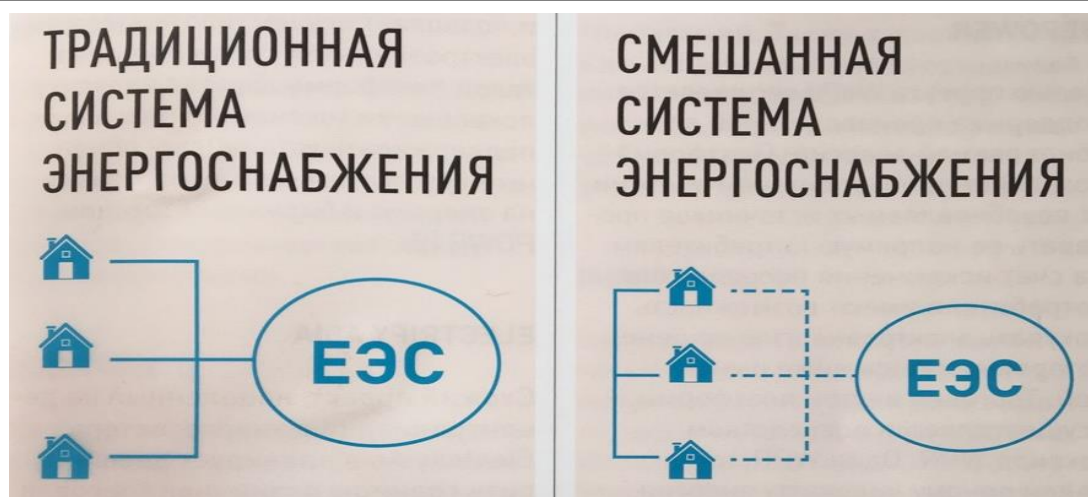 ТРАДИЦИОННАЯ
СИСТЕМА
ЭНЕРГОСНАБЖЕНИЯ
ЕЭС
СМЕШАННАЯ
СИСТЕМА
ЭНЕРГОСНАБЖЕНИЯ
ЕЭС